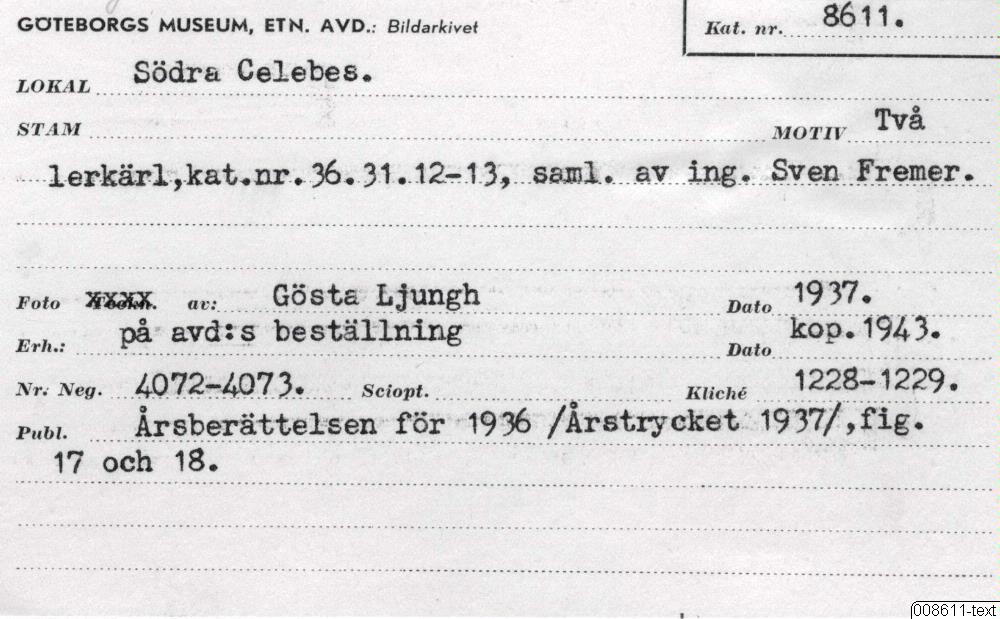 GÖTEBORGS MUSEUM, ETN. AVD.: Bildarkivet Kat. nr. 8611.
LOKAL Södra Celebes.
STAM MOTIV Två
lerkärl,kat.nr.36.31.12-13, saml. av ing. Sven Fremer.
Foto av: Gösta Ljungh Dato 1937.
Erh.: på avd:s beställning Dato kop.1943.
Nr: Neg. 4072-4073. Sciopt. Kliché 1228-1229.
Publ. Årsberättelsen för 1936 /Årstrycket 1937/,fig.
17 och 18.
008611-text